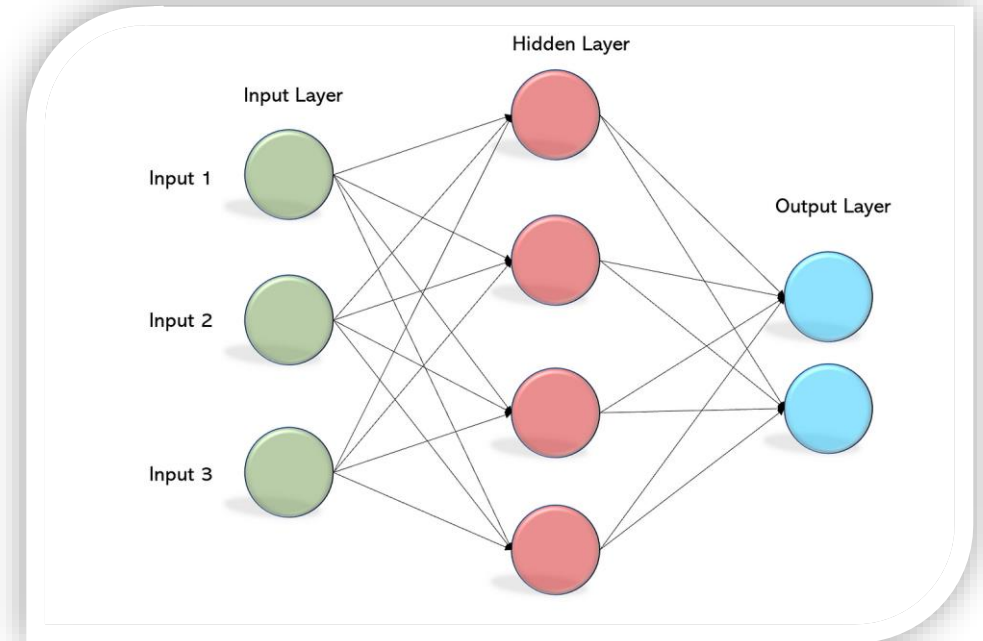 Hidden Layer
Input Layer
Input 1
Output Layer
Input 2
Input 3